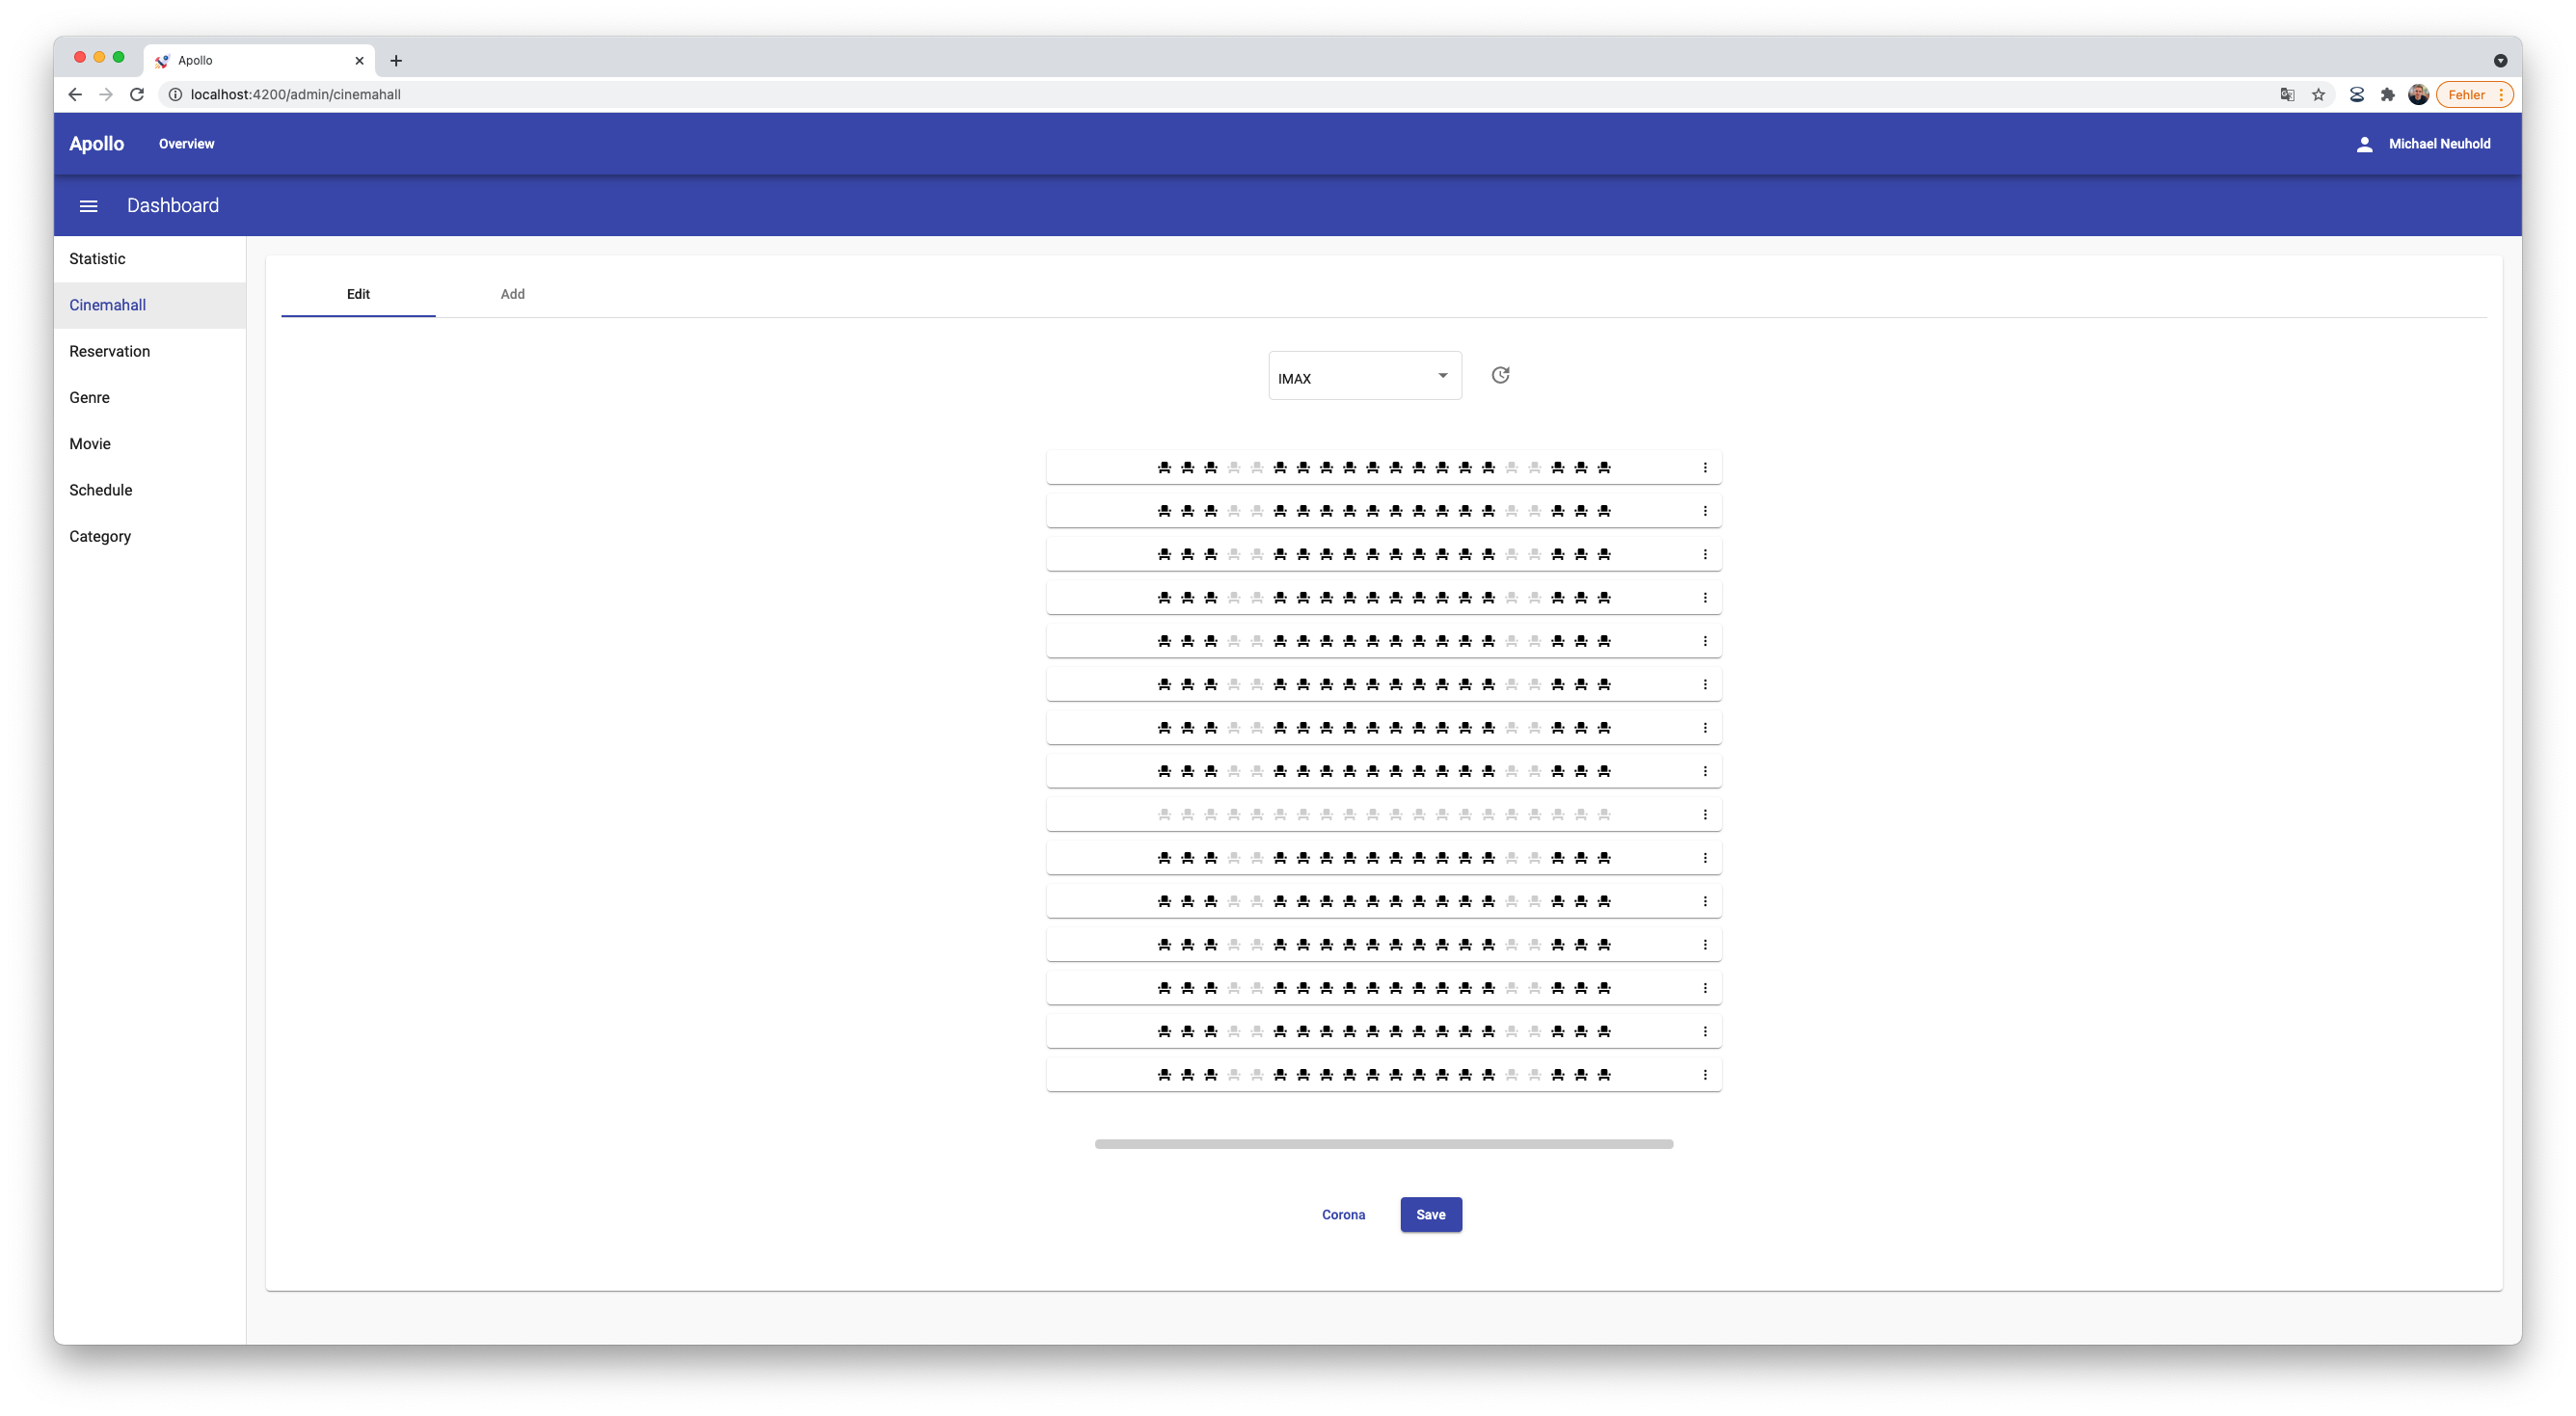 Apollo
localhost:4200/admin/cinemahall
Fehler
Apollo Overview Michael Neuhold
Dashboard
Statistic
Cinemahall
Reservation
Genre
Movie
Schedule
Category
Edit Add
IMAX
Corona Save